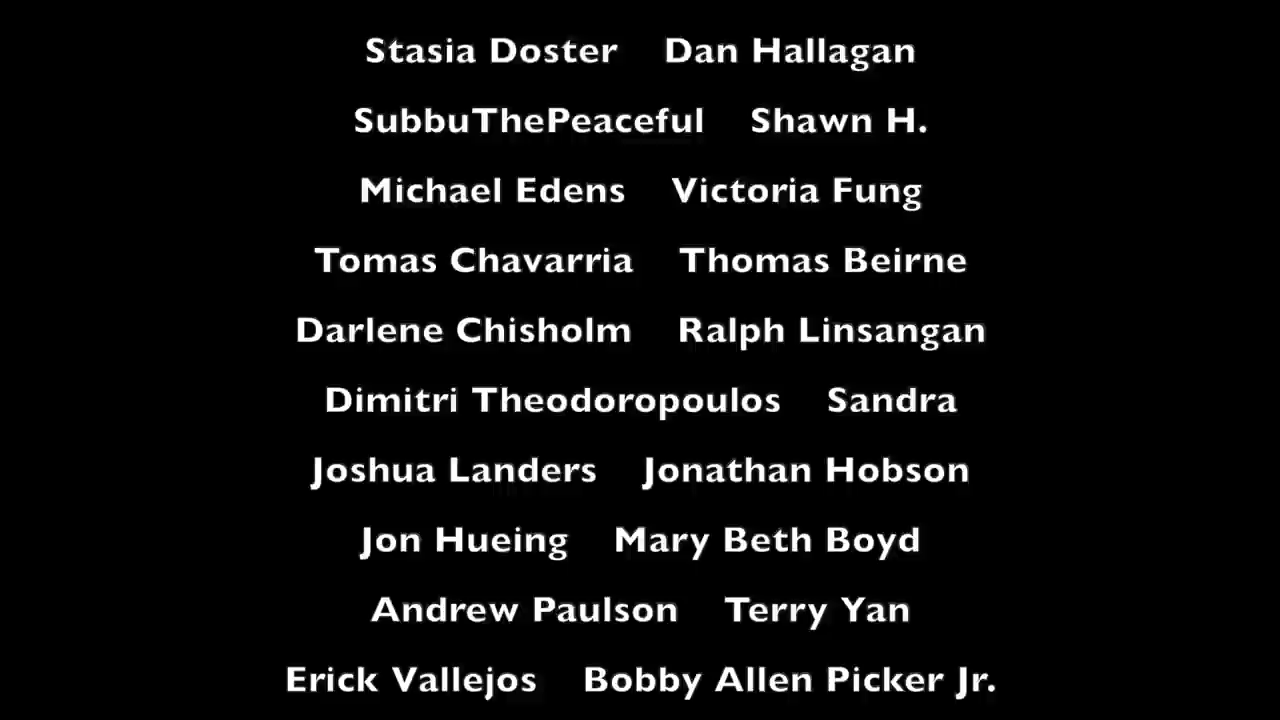 Stasia Doster Dan Hallagan
SubbuThePeaceful Shawn H.
Michael Edens Victoria Fung
Tomas Chavarria Thomas Beirne
Darlene Chisholm Ralph Linsangan
Dimitri Theodoropoulos Sandra
Joshua Landers Jonathan Hobson
Jon Hueing Mary Beth Boyd
Andrew Paulson Terry Yan
Erick Vallejos Bobby Allen Picker Jr.